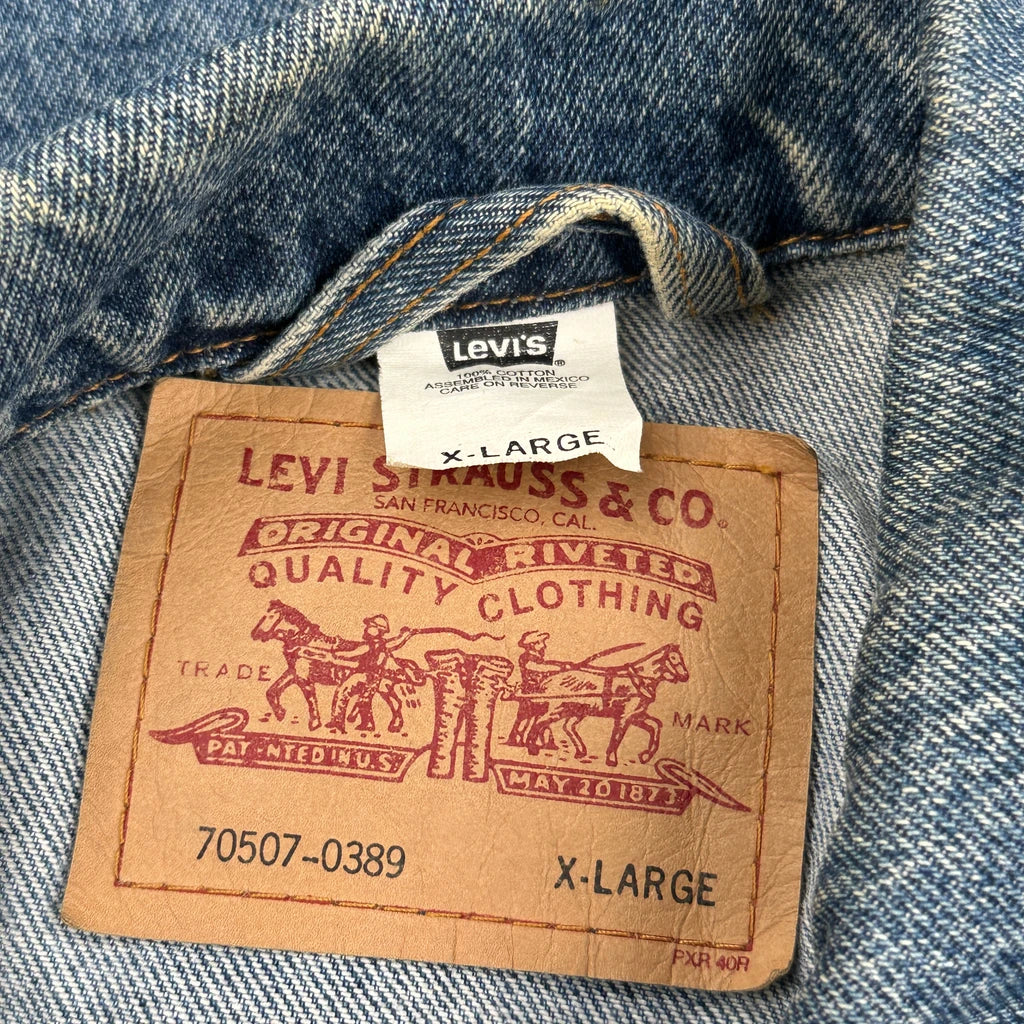 LEVI'S®
100% COTTON
ASSEMBLED IN MEXICO
CARE ON REVERSE
X-LARGE
LEVI STRAUSS & CO.
SAN FRANCISCO, CAL.
ORIGINAL RIVETED
QUALITY CLOTHING
TRADE MARK
PATENTED IN U.S.
MAY 20 1873
70507-0389 X-LARGE
PXR 40R